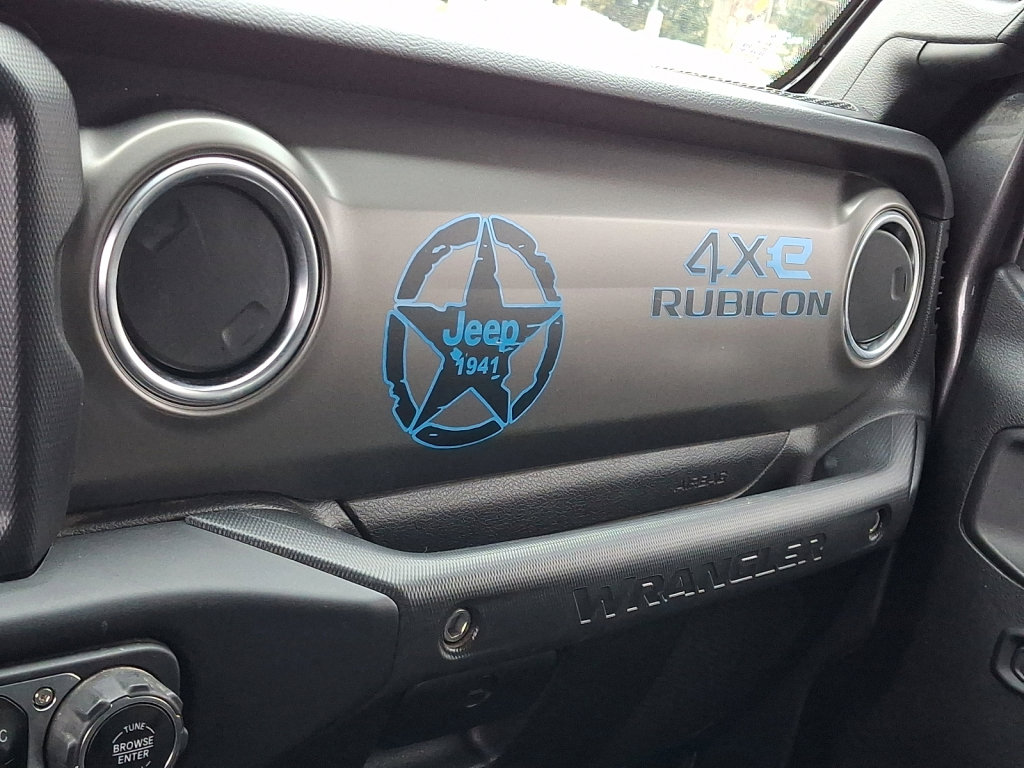 Jeep
1941
4xe
RUBICON
AIRBAG
WRANGLER
C
TUNE
BROWSE
ENTER